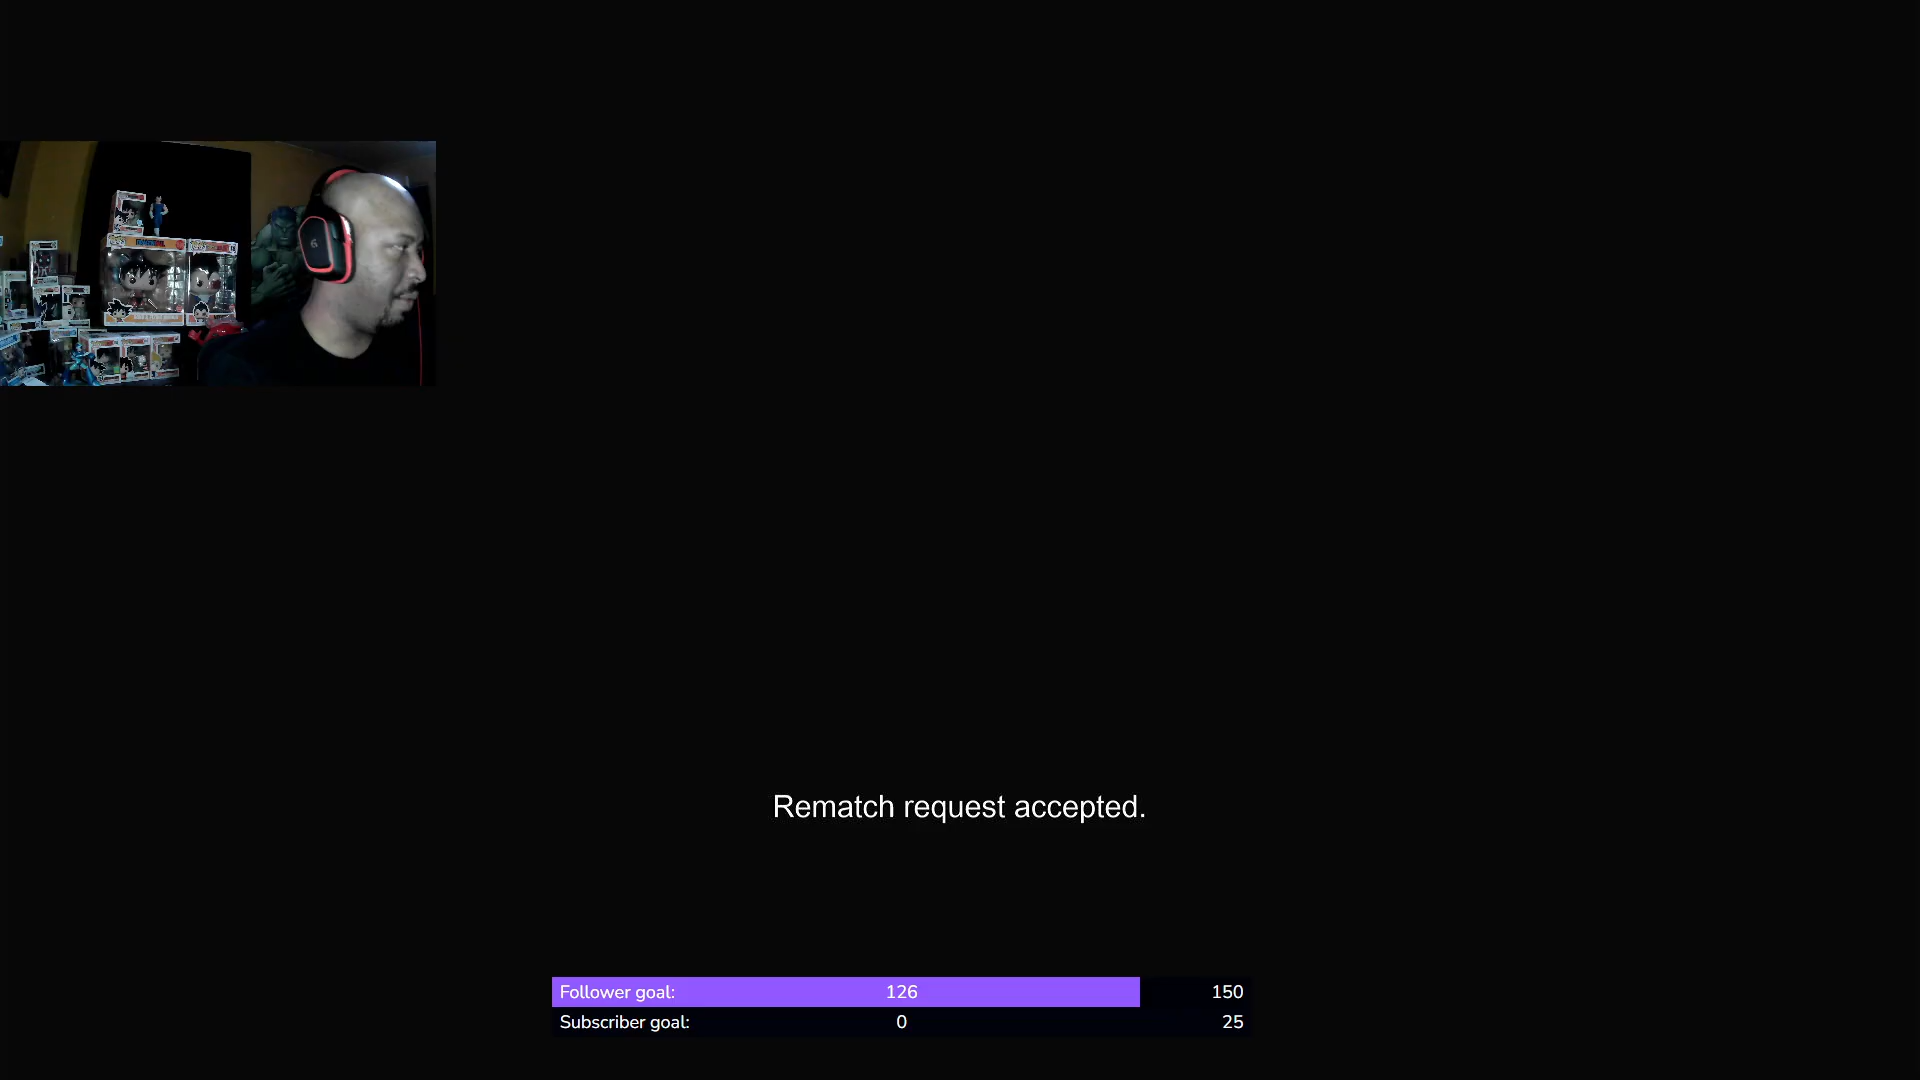 Rematch request accepted.
Follower goal: 126 150
Subscriber goal: 0 25